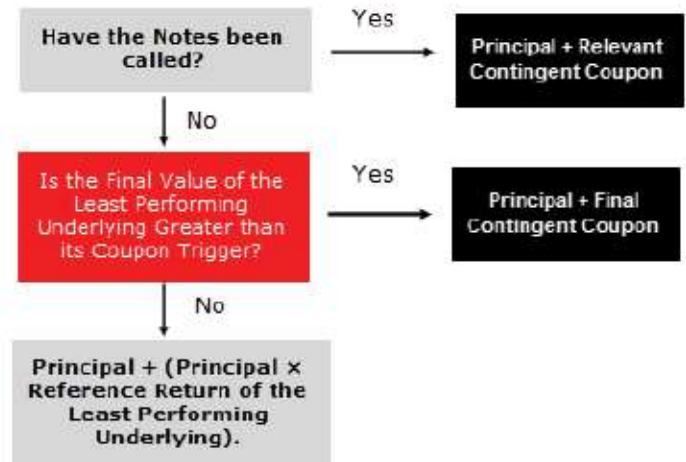 Have the Notes been
called?
Yes
Principal + Relevant
Contingent Coupon
No
Is the Final Value of the
Least Performing
Underlying Greater than
its Coupon Trigger?
Yes
Principal + Final
Contingent Coupon
No
Principal + (Principal ×
Reference Return of the
Least Performing
Underlying).